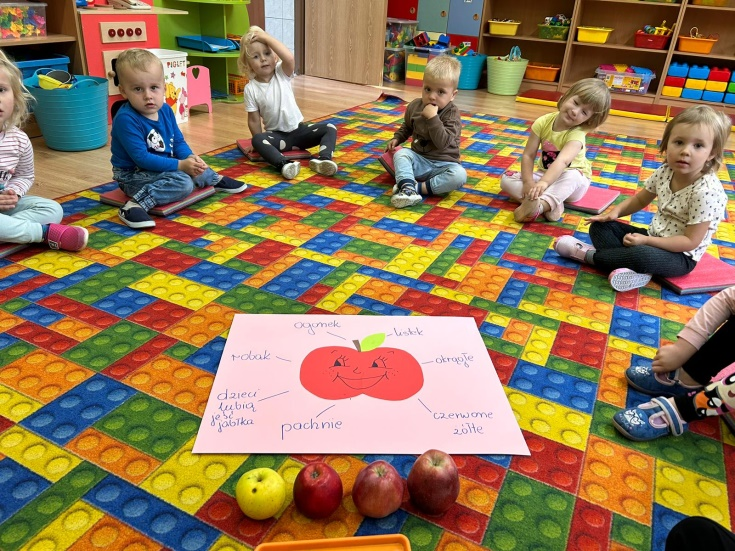 ogonek
listek
robak
okrągłe
dzieci
lubią
jeść
jabłka
pachnie
czerwone
żółte